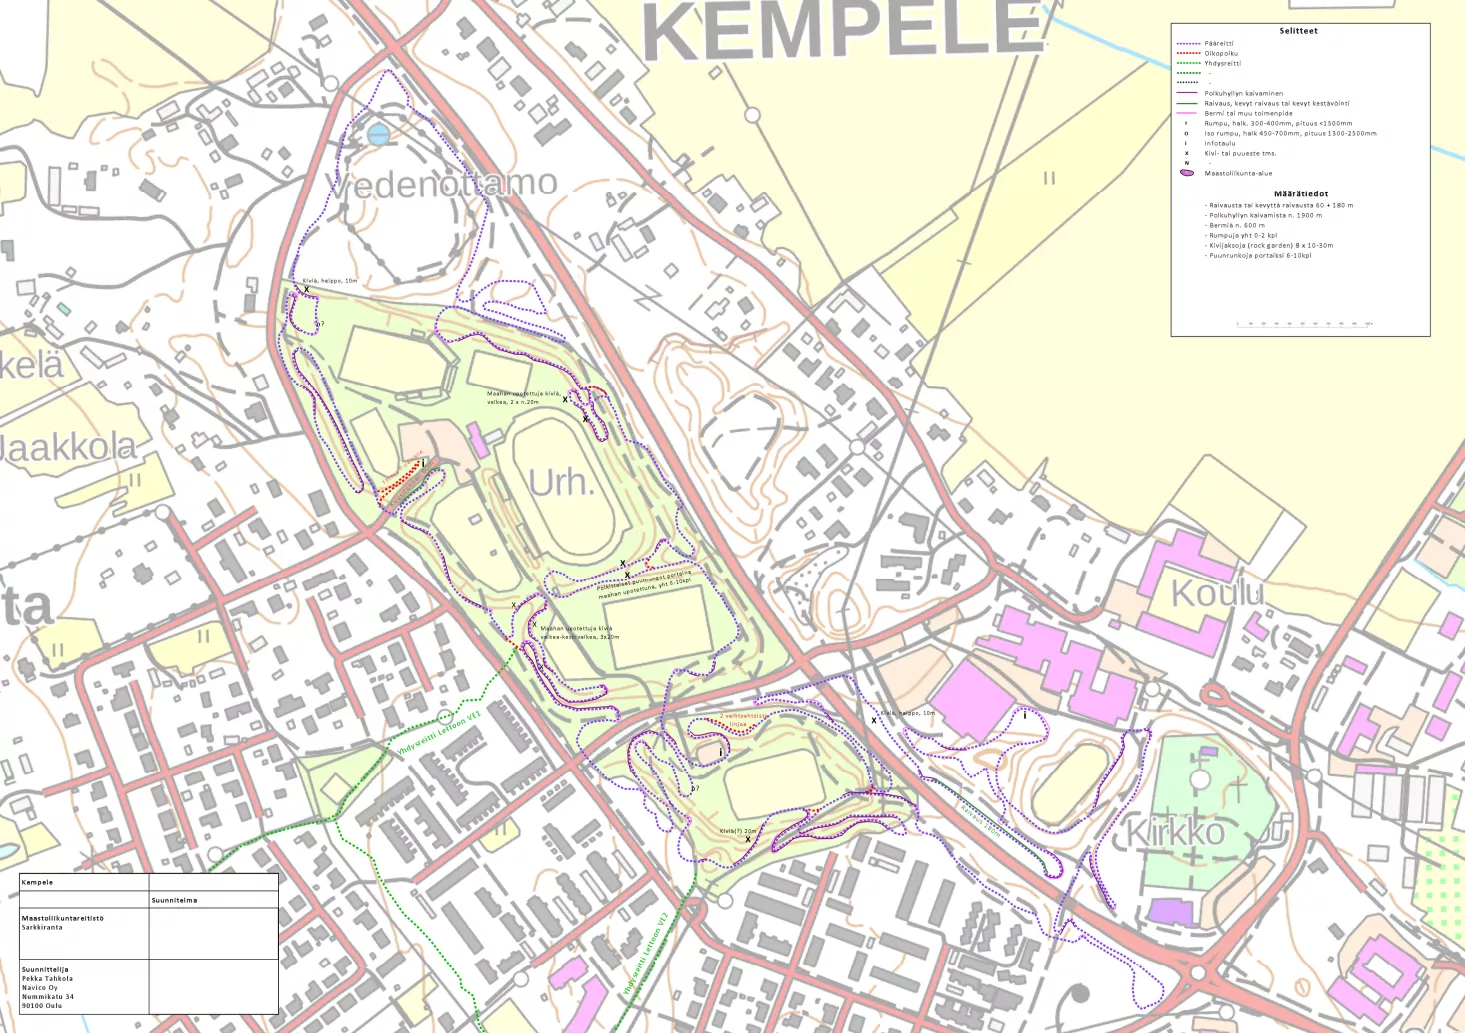 KEMPELE
Selitteet
Pääreitti
Oikopolku
Yhdysreitti
-
-
Polkuhyllyn kaivaminen
Raivaus, kevyt raivaus tai kevyt kestävöinti
Bermi tai muu toimenpide
Rumpu, halk. 300-400mm, pituus <1500mm
o Iso rumpu, halk 450-700mm, pituus 1300-2500mm
i Infotaulu
X Kivi- tai puueste tms.
N -
Maastoliikunta-alue
Määrätiedot
- Raivausta tai kevyttä raivausta 60 + 180 m
- Polkuhyllyn kaivamista n. 1900 m
- Bermiä n. 600 m
- Rumpuja yht 0-2 kpl
- Kivijaksoja (rock garden) 8 x 10-30m
- Puunrunkoja portaiksi 6-10kpl
Vedenottamo
Kiviä, helppo, 10m
X
o?
kelä
Maahan upotettuja kiviä,
vaikea, 2 x n.20m
X
X
Jaakkola
i
Urh.
X
X
Poikittaiset puunrungot portaina
maahan upotettuna, yht 6-10kpl
Koulu
ta
X
X
Maahan upotettuja kiviä
vaikea-keskivaikea, 3x20m
Yhdysreitti Lettoon VE1
2 vaihtoehtoista
linjaa
X
Kiviä, helppo, 10m
i
i
o?
Kiviä(?) 20m
X
Raivaus 180m
Kirkko
Yhdysreitti Lettoon VE2
Kempele
Suunnitelma
Maastoliikuntareitistö
Sarkkiranta
Suunnittelija
Pekka Tahkola
Navico Oy
Nummikatu 34
90100 Oulu